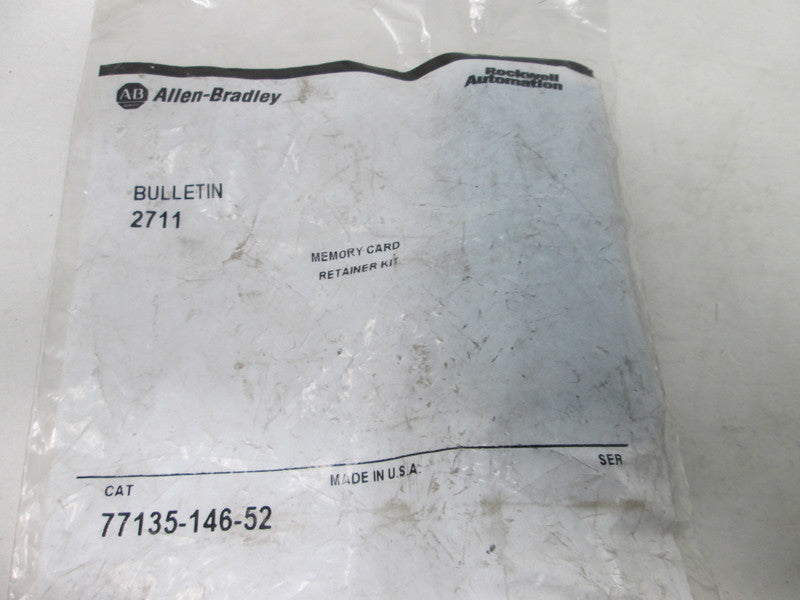 Rockwell
Automation
AB Allen-Bradley
BULLETIN
2711
MEMORY CARD
RETAINER KIT
CAT
MADE IN U.S.A.
SER
77135-146-52